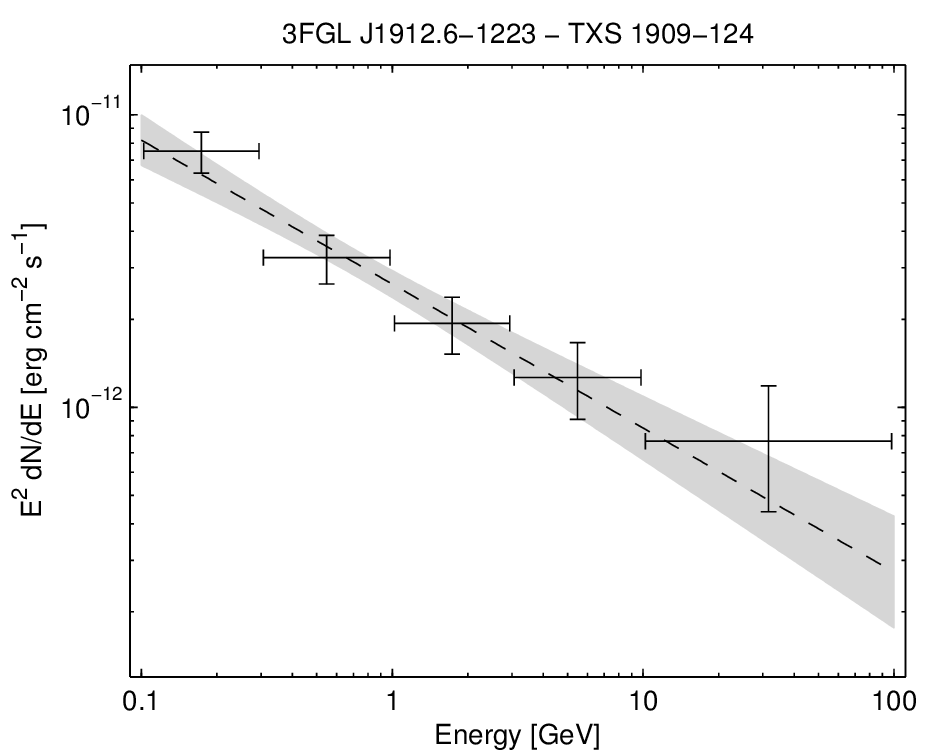 3FGL J1912.6−1223 − TXS 1909−124
10⁻¹¹
10⁻¹²
E² dN/dE [erg cm⁻² s⁻¹]
0.1 1 10 100
Energy [GeV]